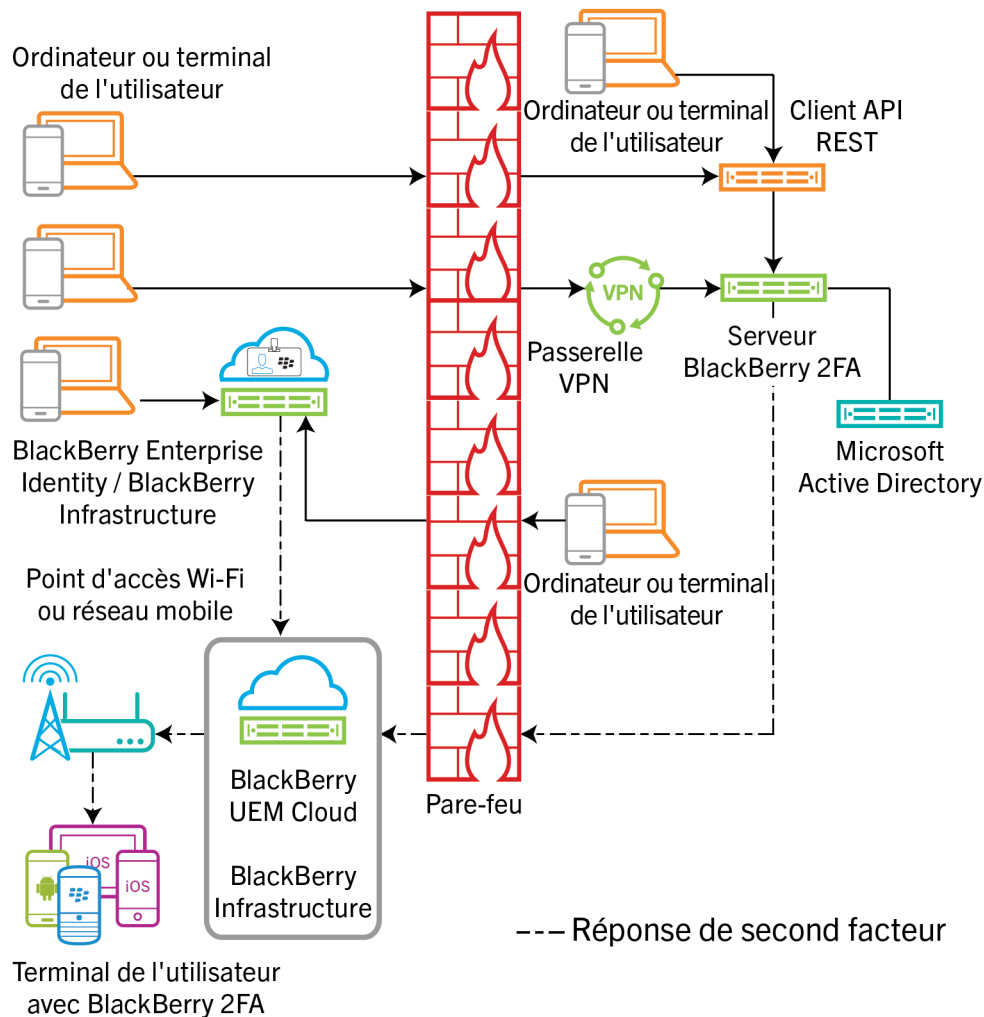 Ordinateur ou terminal
de l'utilisateur
Ordinateur ou terminal
de l'utilisateur
Client API
REST
VPN
Passerelle
VPN
Serveur
BlackBerry 2FA
BlackBerry Enterprise
Identity / BlackBerry
Infrastructure
Microsoft
Active Directory
Point d'accès Wi-Fi
ou réseau mobile
Ordinateur ou terminal
de l'utilisateur
BlackBerry
UEM Cloud
Pare-feu
BlackBerry
Infrastructure
iOS
iOS
Réponse de second facteur
Terminal de l'utilisateur
avec BlackBerry 2FA